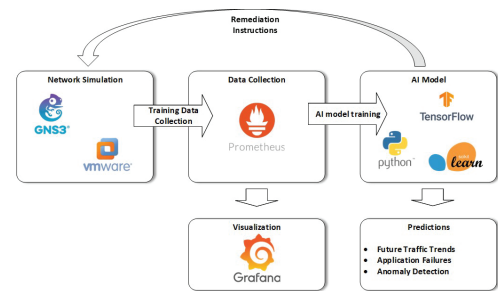 Remediation
Instructions
Network Simulation
Data Collection
AI Model
GNS3
vmware
Training Data
Collection
Prometheus
AI model training
TensorFlow
python
learn
Visualization
Grafana
Predictions
• Future Traffic Trends
• Application Failures
• Anomaly Detection